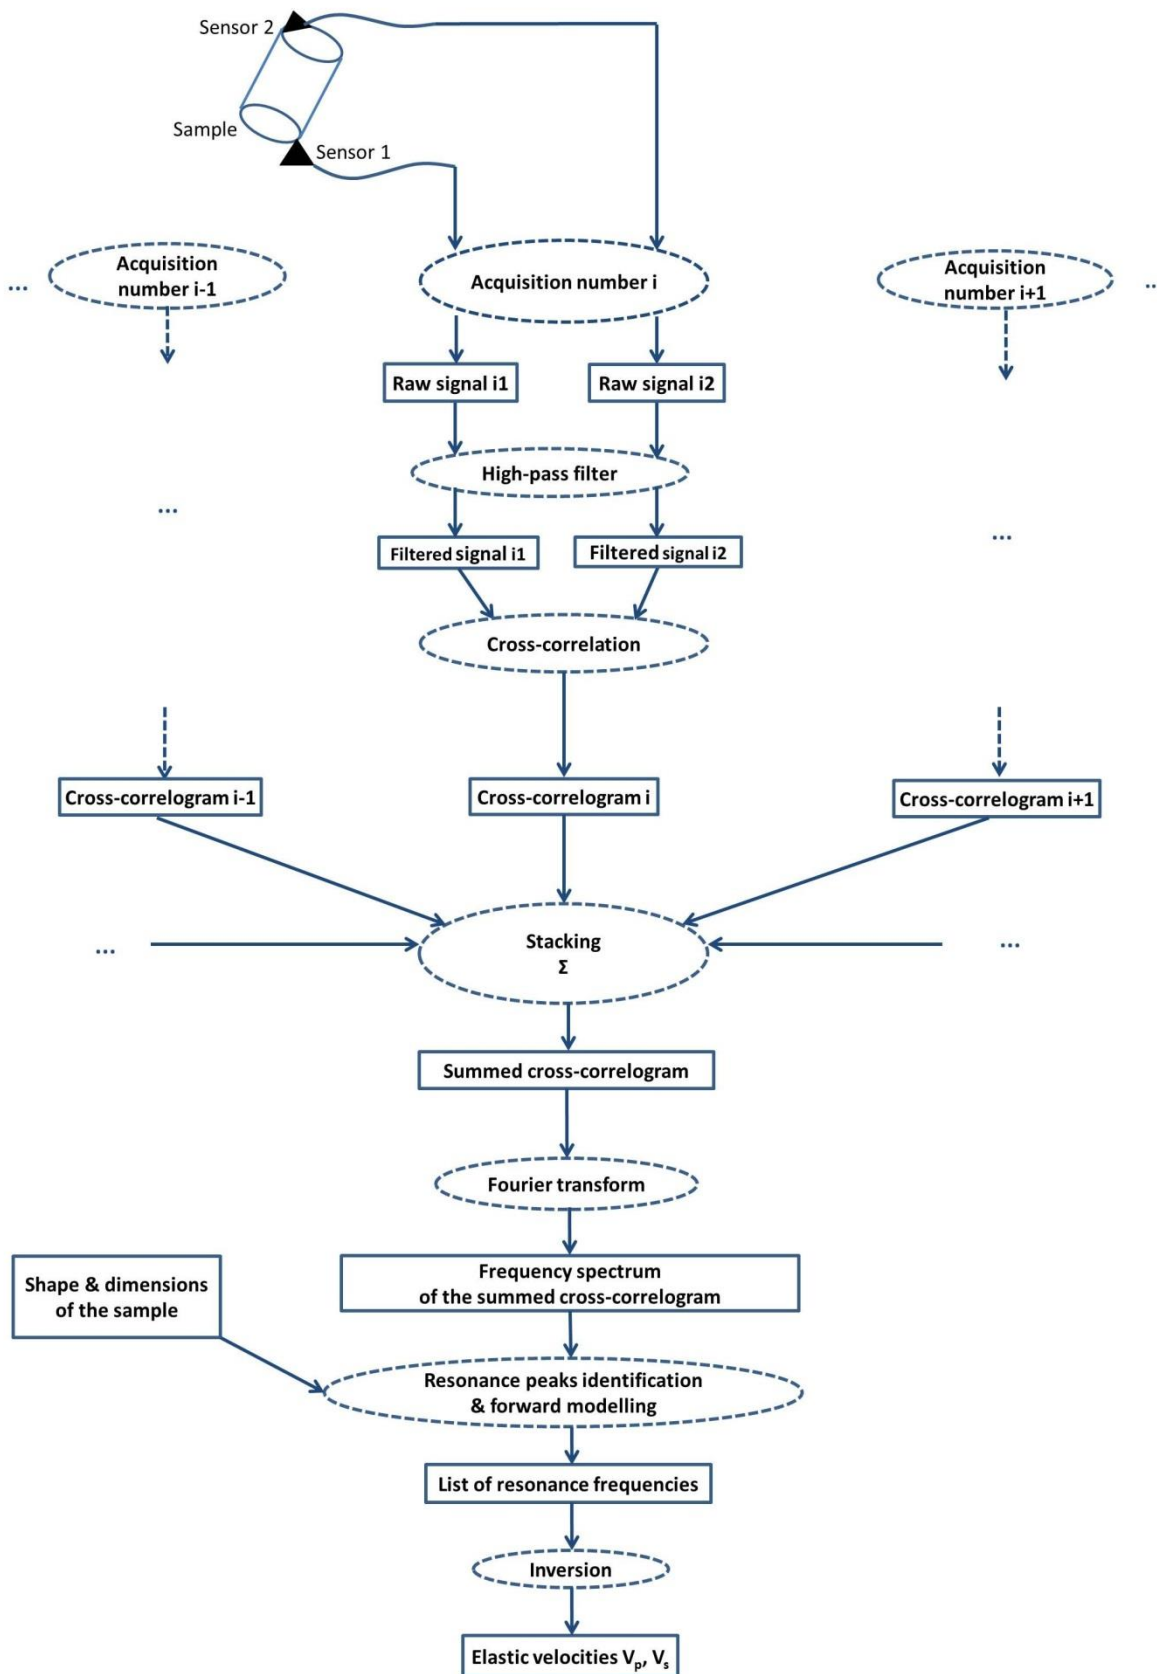 Sensor 2
Sample
Sensor 1
Acquisition
number i-1
Acquisition number i
Acquisition
number i+1
...
..
Raw signal i1
Raw signal i2
High-pass filter
...
...
Filtered signal i1
Filtered signal i2
Cross-correlation
Cross-correlogram i-1
Cross-correlogram i
Cross-correlogram i+1
...
Stacking
Σ
...
Summed cross-correlogram
Fourier transform
Shape & dimensions
of the sample
Frequency spectrum
of the summed cross-correlogram
Resonance peaks identification
& forward modelling
List of resonance frequencies
Inversion
Elastic velocities Vp, Vs